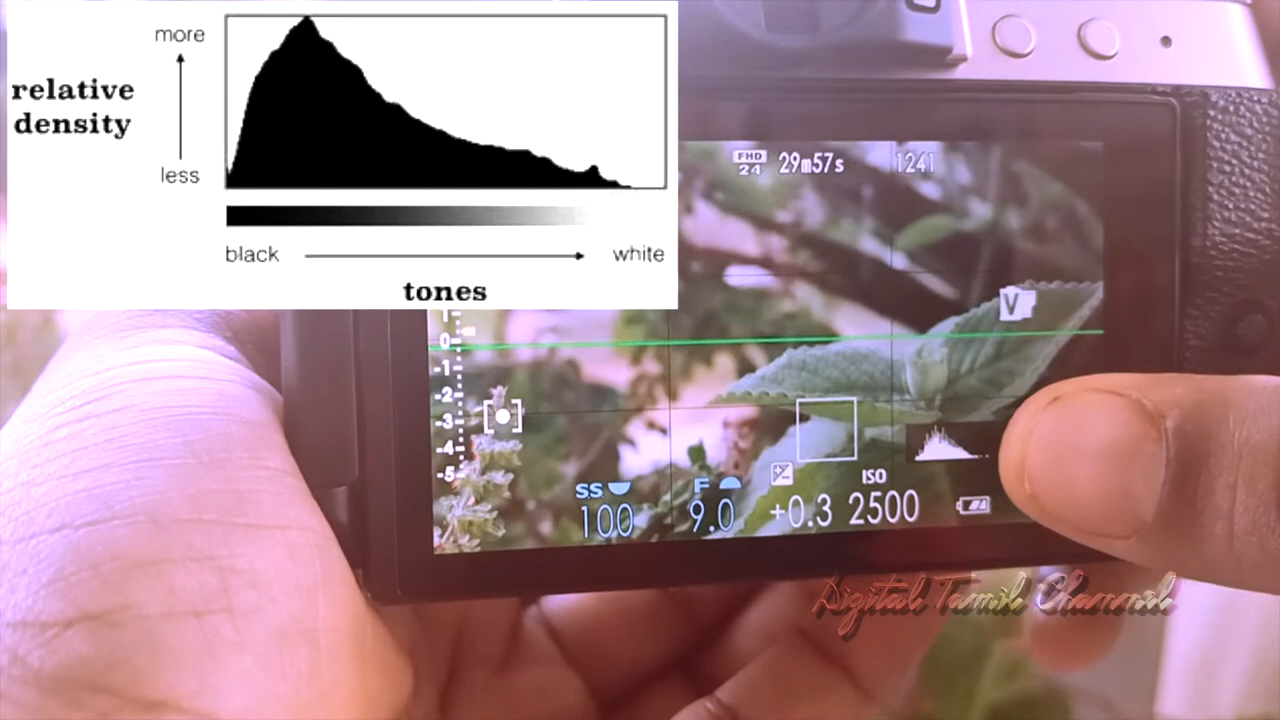 more
relative
density
less
black
white
tones
FHD
24
29m57s
1241
V
0
-1
-2
-3
-4
-5
SS
F
ISO
100
9.0
+0.3
2500
Digital Tamil Channel